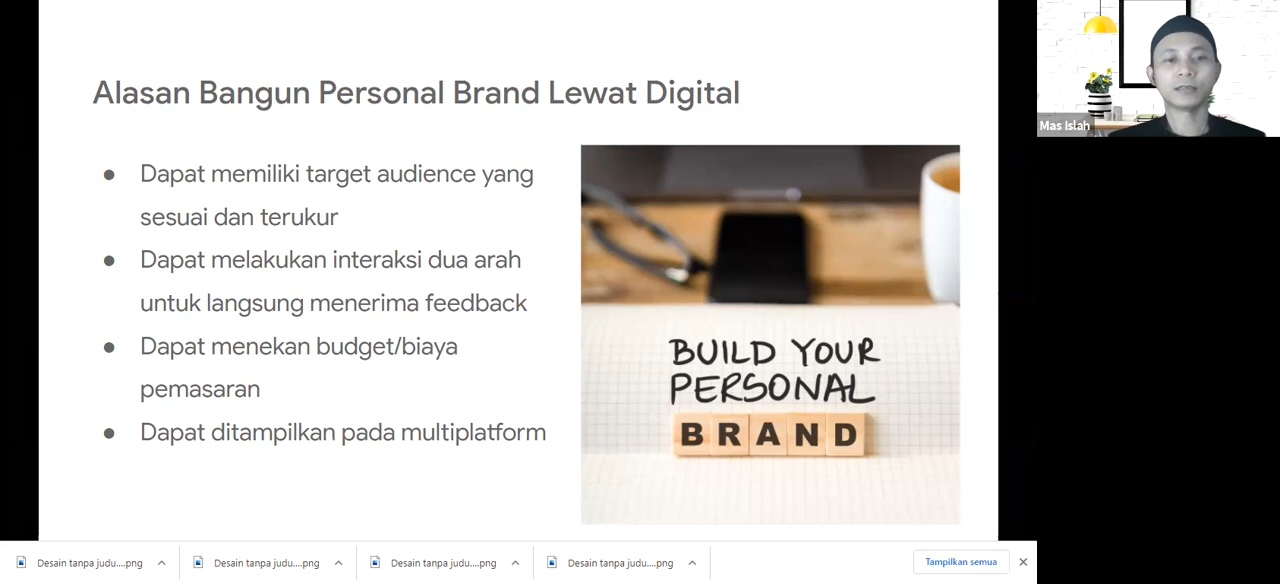 Alasan Bangun Personal Brand Lewat Digital
● Dapat memiliki target audience yang
sesuai dan terukur
● Dapat melakukan interaksi dua arah
untuk langsung menerima feedback
● Dapat menekan budget/biaya
pemasaran
● Dapat ditampilkan pada multiplatform
BUILD YOUR
PERSONAL
BRAND
Mas Islah
Desain tanpa judu....png
Desain tanpa judu....png
Desain tanpa judu....png
Desain tanpa judu....png
Tampilkan semua